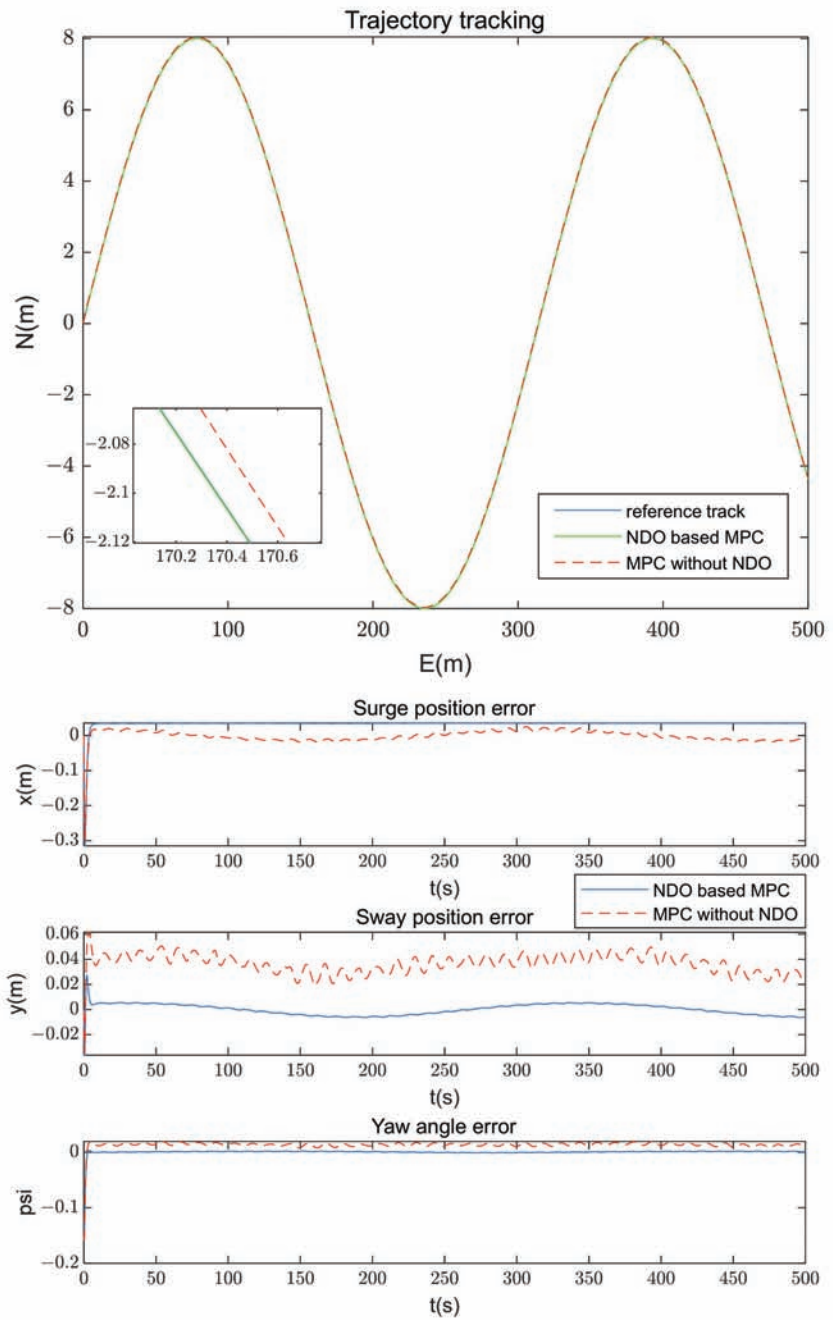 Trajectory tracking
8
6
4
2
0
−2
−4
−6
−8
N(m)
−2.08
−2.1
−2.12
170.2 170.4 170.6
reference track
NDO based MPC
MPC without NDO
0 100 200 300 400 500
E(m)
Surge position error
0
−0.1
−0.2
−0.3
x(m)
0 50 100 150 200 250 300 350 400 450 500
t(s)
NDO based MPC
MPC without NDO
Sway position error
0.06
0.04
0.02
0
−0.02
y(m)
0 50 100 150 200 250 300 350 400 450 500
t(s)
Yaw angle error
0
−0.1
−0.2
psi
0 50 100 150 200 250 300 350 400 450 500
t(s)